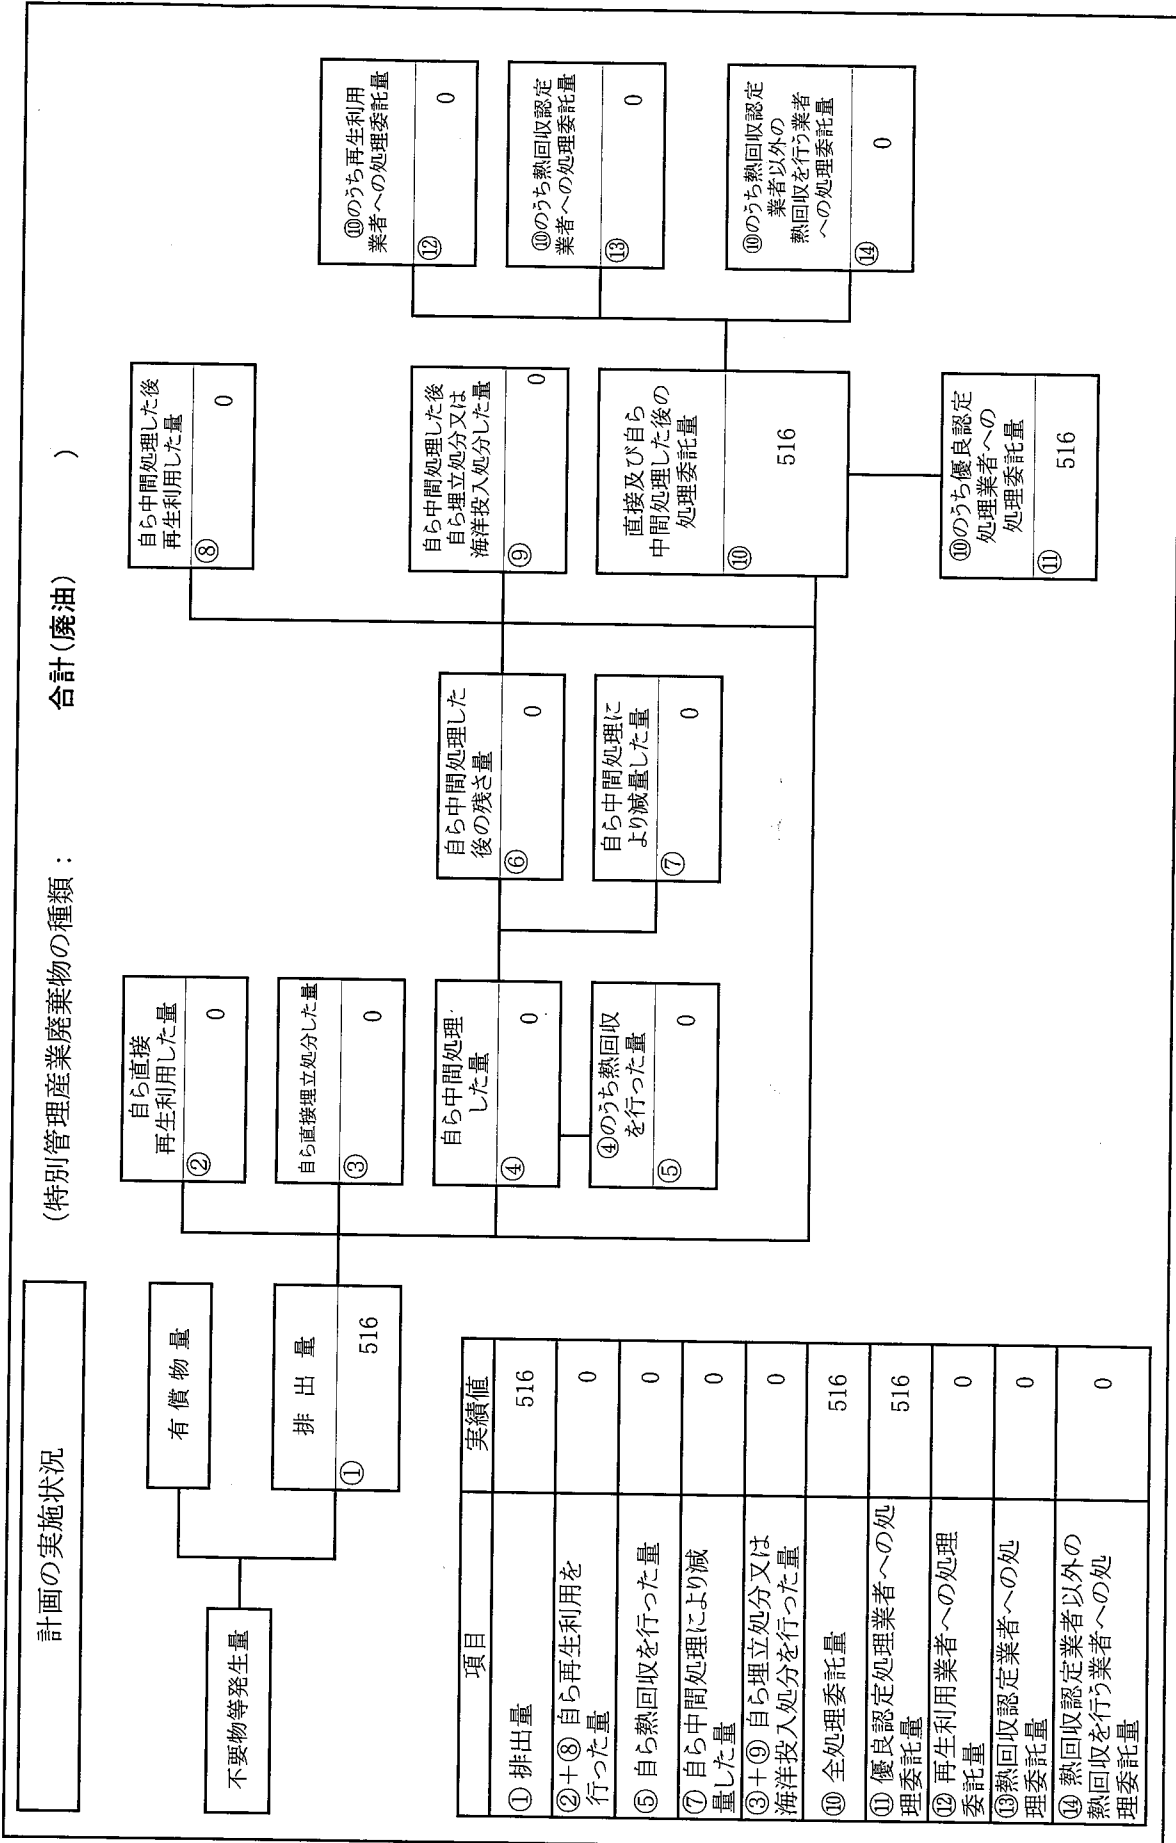 計画の実施状況
(特別管理産業廃棄物の種類： 合計(廃油) )
不要物等発生量
有償物量
排出量
① 516
自ら直接
再生利用した量
② 0
自ら直接埋立処分した量
③ 0
自ら中間処理
した量
④ 0
④のうち熱回収
を行った量
⑤ 0
自ら中間処理した
後の残さ量
⑥ 0
自ら中間処理に
より減量した量
⑦ 0
自ら中間処理した後
再生利用した量
⑧ 0
自ら中間処理した後
自ら埋立処分又は
海洋投入処分した量
⑨ 0
直接及び自ら
中間処理した後の
処理委託量
⑩ 516
⑩のうち優良認定
処理業者への
処理委託量
⑪ 516
⑩のうち再生利用
業者への処理委託量
⑫ 0
⑩のうち熱回収認定
業者への処理委託量
⑬ 0
⑩のうち熱回収認定
業者以外の
熱回収を行う業者
への処理委託量
⑭ 0
項目 実績値
① 排出量 516
②＋⑧ 自ら再生利用を
行った量 0
⑤ 自ら熱回収を行った量 0
⑦ 自ら中間処理により減
量した量 0
③＋⑨ 自ら埋立処分又は
海洋投入処分を行った量 0
⑩ 全処理委託量 516
⑪ 優良認定処理業者への処
理委託量 516
⑫ 再生利用業者への処理
委託量 0
⑬熱回収認定業者への処
理委託量 0
⑭ 熱回収認定業者以外の
熱回収を行う業者への処
理委託量 0